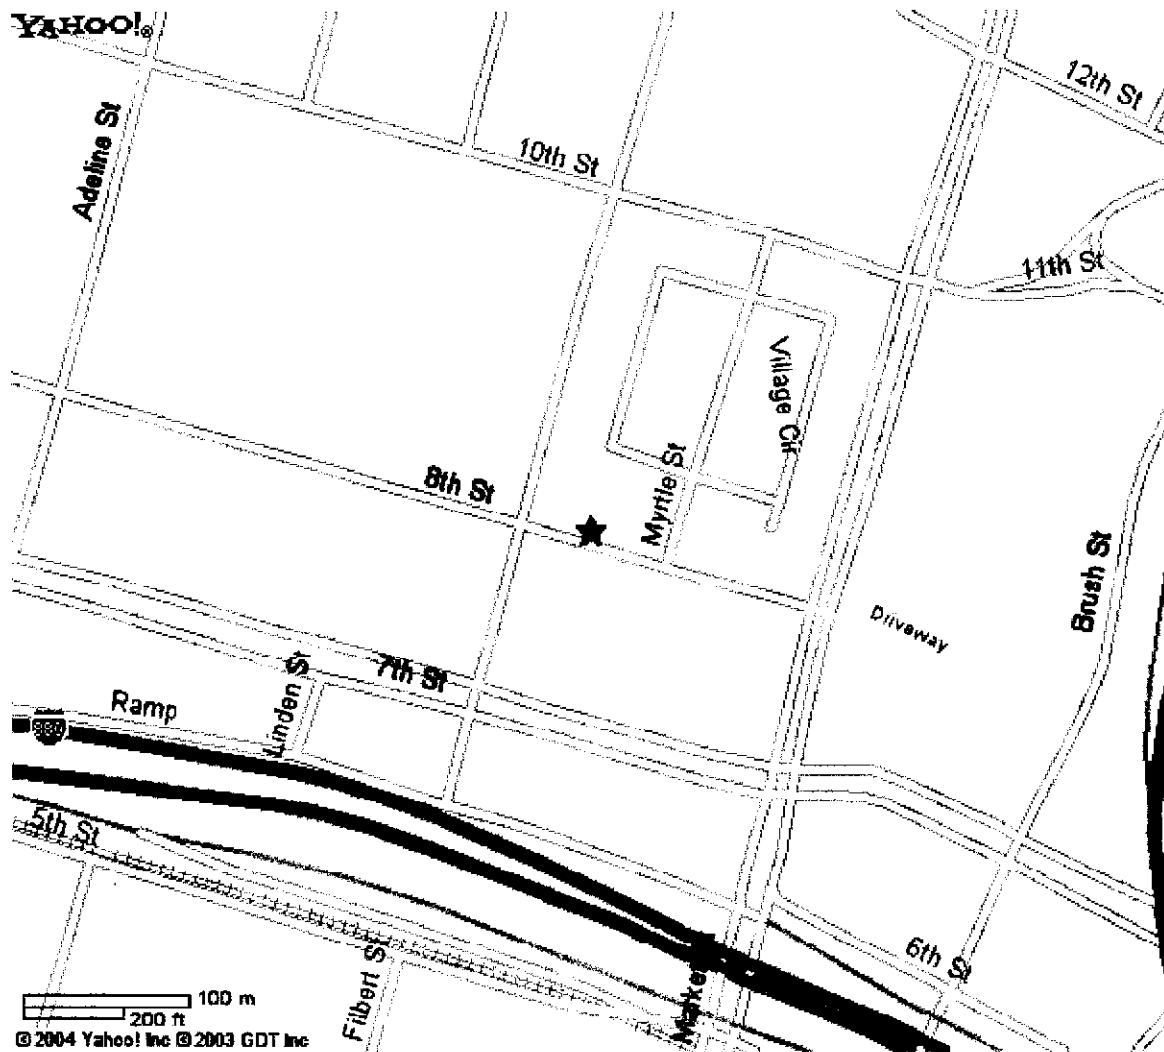 YAHOO!®
12th St
Adeline St
10th St
11th St
Village Cir
Myrtle St
8th St
Brush St
Driveway
7th St
Linden St
Ramp
880
5th St
6th St
Filbert St
Market
100 m
200 ft
© 2004 Yahoo! Inc © 2003 GDT Inc